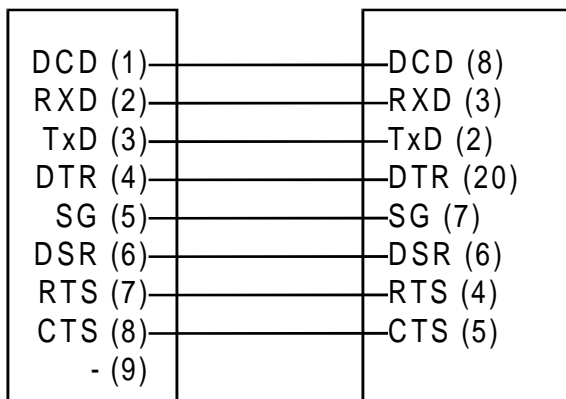 DCD (1) DCD (8)
RXD (2) RXD (3)
TxD (3) TxD (2)
DTR (4) DTR (20)
SG (5) SG (7)
DSR (6) DSR (6)
RTS (7) RTS (4)
CTS (8) CTS (5)
- (9)